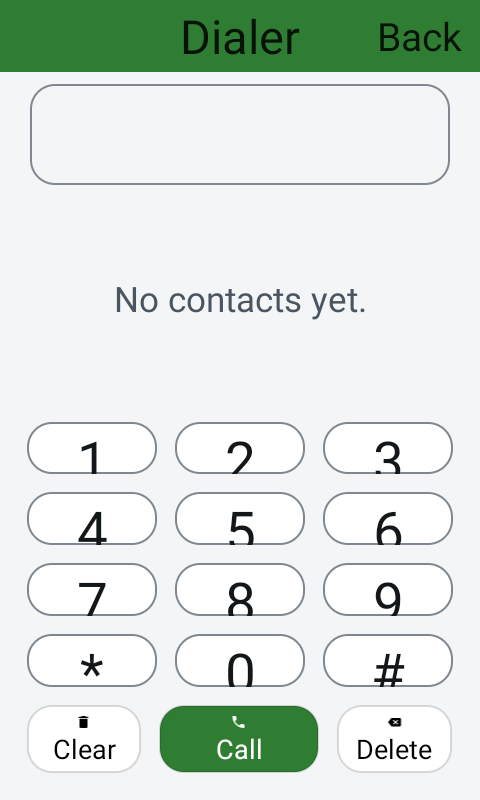 Dialer Back
No contacts yet.
1 2 3
4 5 6
7 8 9
* 0 #
Clear Call Delete